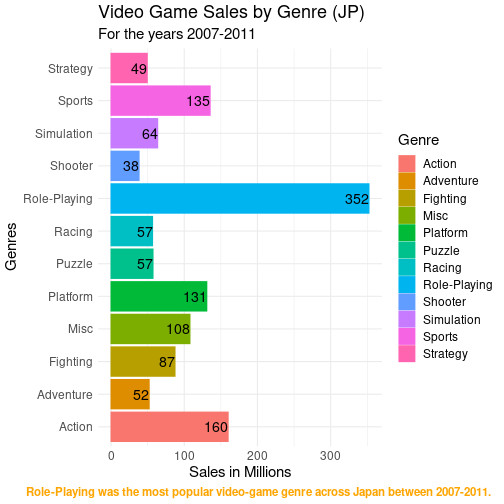 Video Game Sales by Genre (JP)
For the years 2007-2011
Genres
Strategy 49
Sports 135
Simulation 64
Shooter 38
Role-Playing 352
Racing 57
Puzzle 57
Platform 131
Misc 108
Fighting 87
Adventure 52
Action 160
0 100 200 300
Sales in Millions
Genre
Action
Adventure
Fighting
Misc
Platform
Puzzle
Racing
Role-Playing
Shooter
Simulation
Sports
Strategy
Role-Playing was the most popular video-game genre across Japan between 2007-2011.